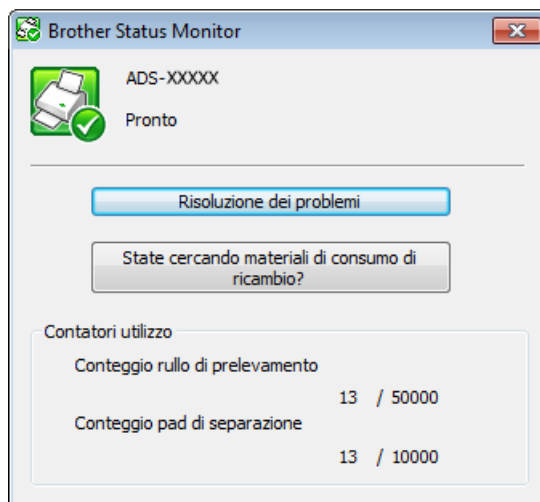 Brother Status Monitor
ADS-XXXXX
Pronto
Risoluzione dei problemi
State cercando materiali di consumo di
ricambio?
Contatori utilizzo
Conteggio rullo di prelevamento
13 / 50000
Conteggio pad di separazione
13 / 10000